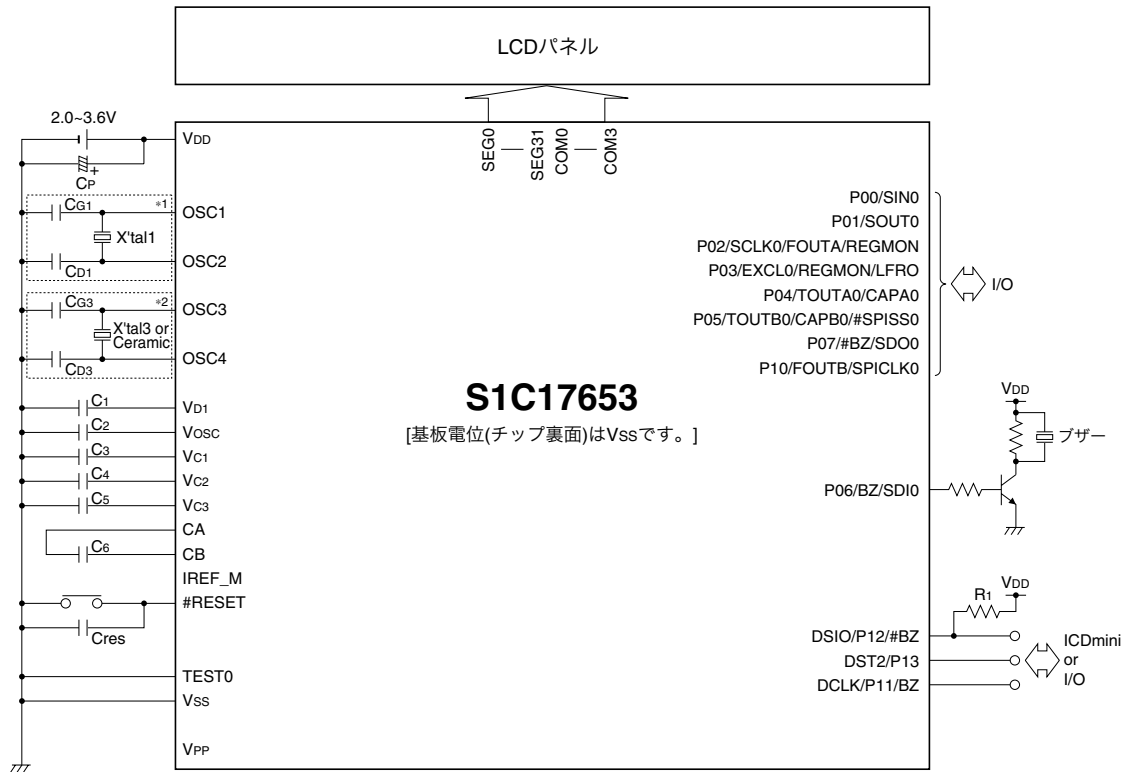 LCDパネル
2.0~3.6V
VDD
+
CP
CG1
*1
OSC1
X'tal1
OSC2
CD1
CG3
*2
OSC3
X'tal3 or
Ceramic
OSC4
CD3
C1
VD1
C2
VOSC
C3
VC1
C4
VC2
C5
VC3
CA
C6
CB
IREF_M
#RESET
Cres
TEST0
VSS
VPP
SEG0
SEG31
COM0
COM3
S1C17653
[基板電位(チップ裏面)はVSSです。]
P00/SIN0
P01/SOUT0
P02/SCLK0/FOUTA/REGMON
P03/EXCL0/REGMON/LFRO
P04/TOUTA0/CAPA0
P05/TOUTB0/CAPB0/#SPISS0
P07/#BZ/SDO0
P10/FOUTB/SPICLK0
I/O
VDD
ブザー
P06/BZ/SDI0
VDD
R1
DSIO/P12/#BZ
DST2/P13
DCLK/P11/BZ
ICDmini
or
I/O